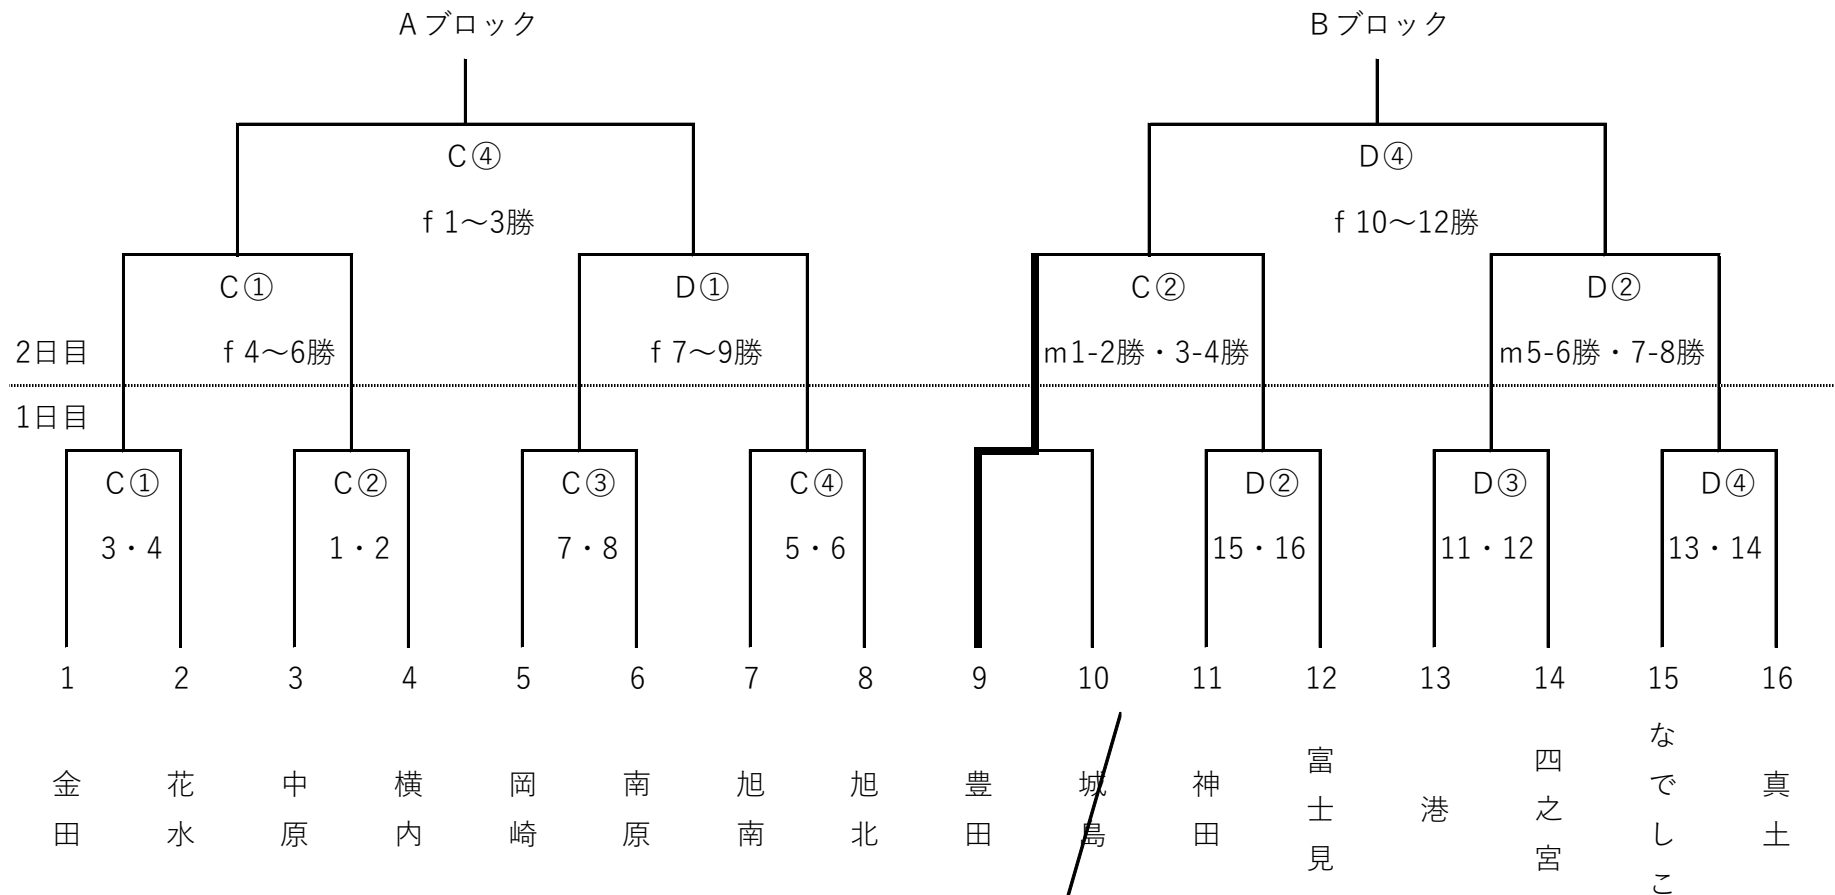 Aブロック Bブロック
C④ D④
f 1～3勝 f 10～12勝
C① D① C② D②
2日目 f 4～6勝 f 7～9勝 m1-2勝・3-4勝 m5-6勝・7-8勝
1日目
C① C② C③ C④ D② D③ D④
3・4 1・2 7・8 5・6 15・16 11・12 13・14
1 2 3 4 5 6 7 8 9 10 11 12 13 14 15 16
金田
花水
中原
横内
岡崎
南原
旭南
旭北
豊田
城島
神田
富士見
港
四之宮
なでしこ
真土